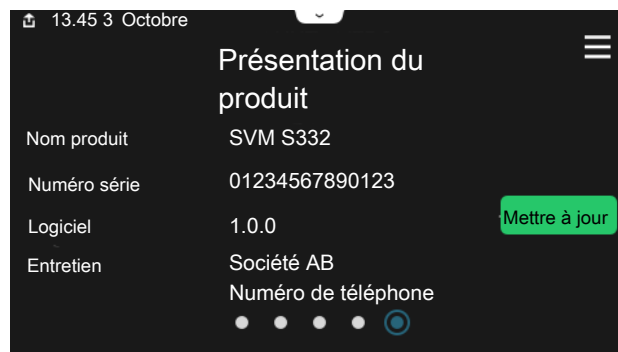 13.45 3 Octobre
Présentation du
produit
Nom produit SVM S332
Numéro série 01234567890123
Logiciel 1.0.0
Mettre à jour
Entretien Société AB
Numéro de téléphone